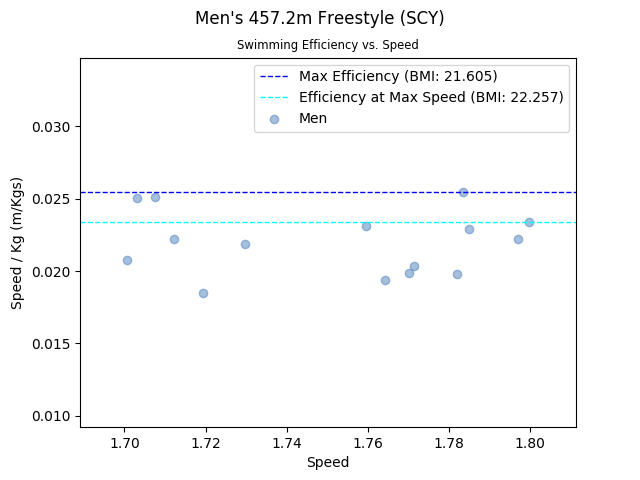 Men's 457.2m Freestyle (SCY)
Swimming Efficiency vs. Speed
Max Efficiency (BMI: 21.605)
Efficiency at Max Speed (BMI: 22.257)
Men
0.030
0.025
0.020
0.015
0.010
Speed / Kg (m/Kgs)
1.70 1.72 1.74 1.76 1.78 1.80
Speed